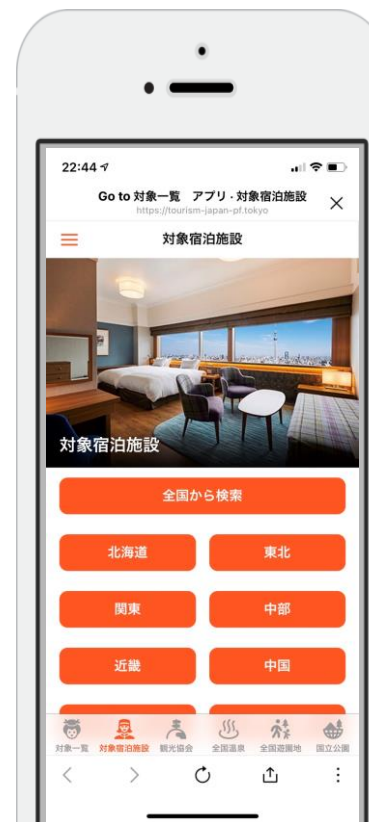 22:44
Go to 対象一覧 アプリ - 対象宿泊施設
https://tourism-japan-pf.tokyo
対象宿泊施設
対象宿泊施設
全国から検索
北海道 東北
関東 中部
近畿 中国
対象一覧 対象宿泊施設 観光協会 全国温泉 全国遊園地 国立公園